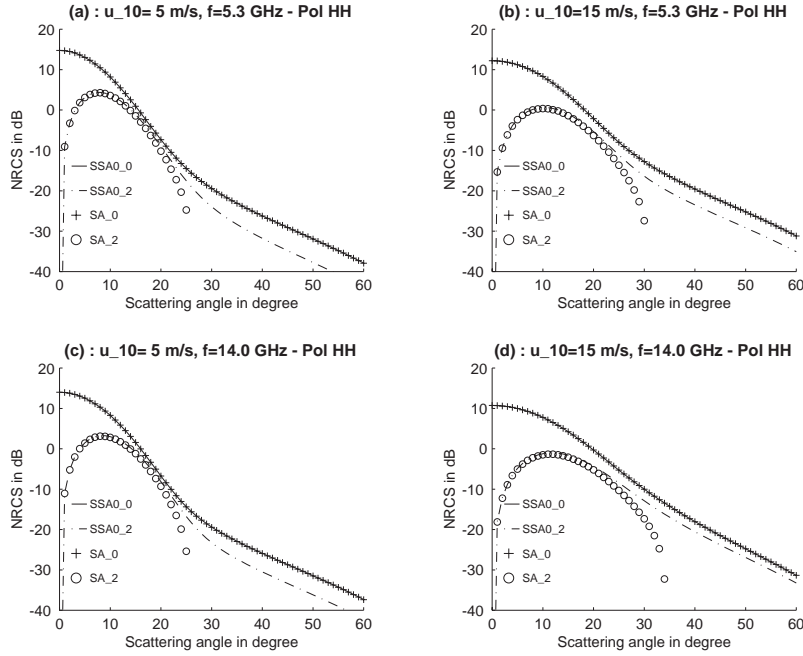 (a) : u_10= 5 m/s, f=5.3 GHz - Pol HH
20
10
0
-10
-20
-30
-40
NRCS in dB
SSA0_0
SSA0_2
SA_0
SA_2
0 10 20 30 40 50 60
Scattering angle in degree
(b) : u_10=15 m/s, f=5.3 GHz - Pol HH
20
10
0
-10
-20
-30
-40
NRCS in dB
SSA0_0
SSA0_2
SA_0
SA_2
0 10 20 30 40 50 60
Scattering angle in degree
(c) : u_10= 5 m/s, f=14.0 GHz - Pol HH
20
10
0
-10
-20
-30
-40
NRCS in dB
SSA0_0
SSA0_2
SA_0
SA_2
0 10 20 30 40 50 60
Scattering angle in degree
(d) : u_10=15 m/s, f=14.0 GHz - Pol HH
20
10
0
-10
-20
-30
-40
NRCS in dB
SSA0_0
SSA0_2
SA_0
SA_2
0 10 20 30 40 50 60
Scattering angle in degree